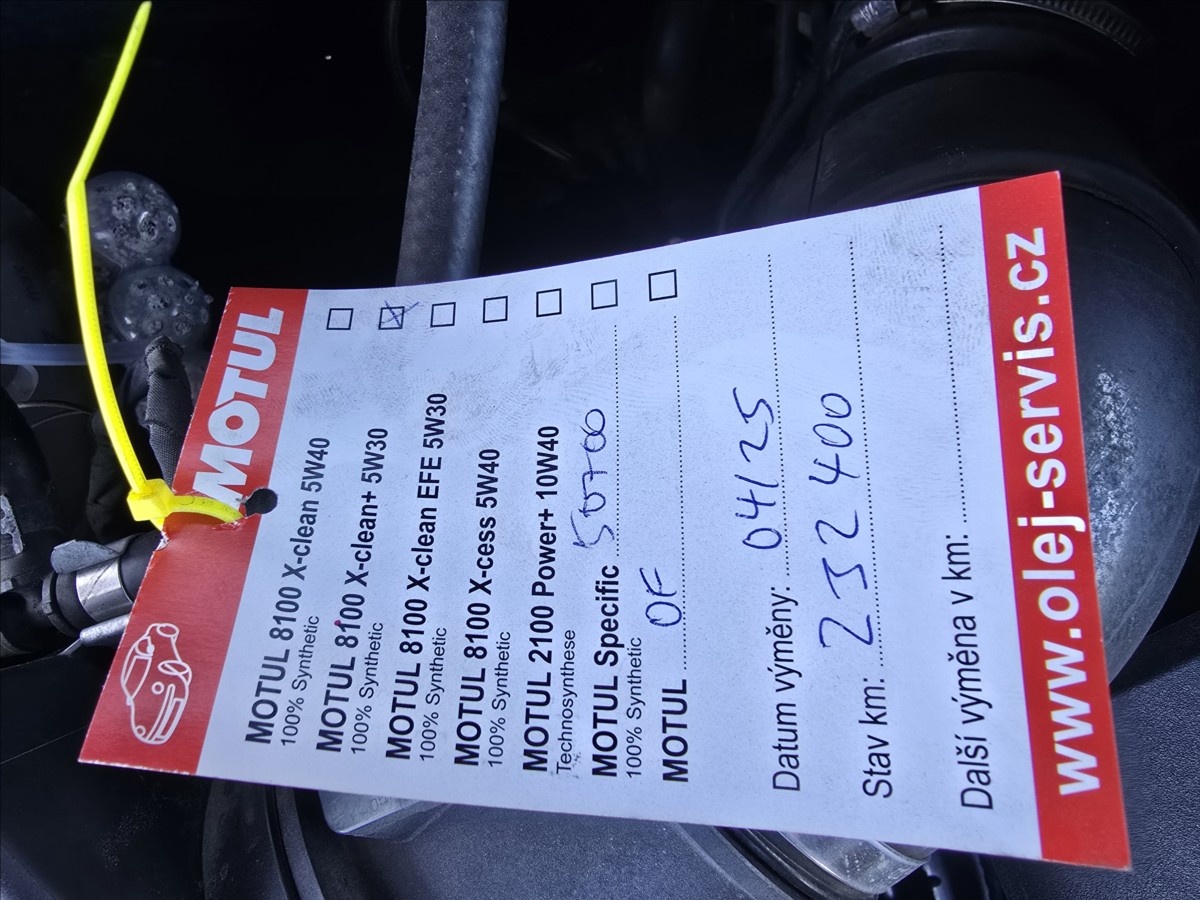 MOTUL
MOTUL 8100 X-clean 5W40
100% Synthetic
MOTUL 8100 X-clean+ 5W30
100% Synthetic
MOTUL 8100 X-clean EFE 5W30
100% Synthetic
MOTUL 8100 X-cess 5W40
100% Synthetic
MOTUL 2100 Power+ 10W40
Technosynthese
MOTUL Specific 50700
100% Synthetic
MOTUL OF
Datum výměny: 04/25
Stav km: 232400
Další výměna v km:
www.olej-servis.cz